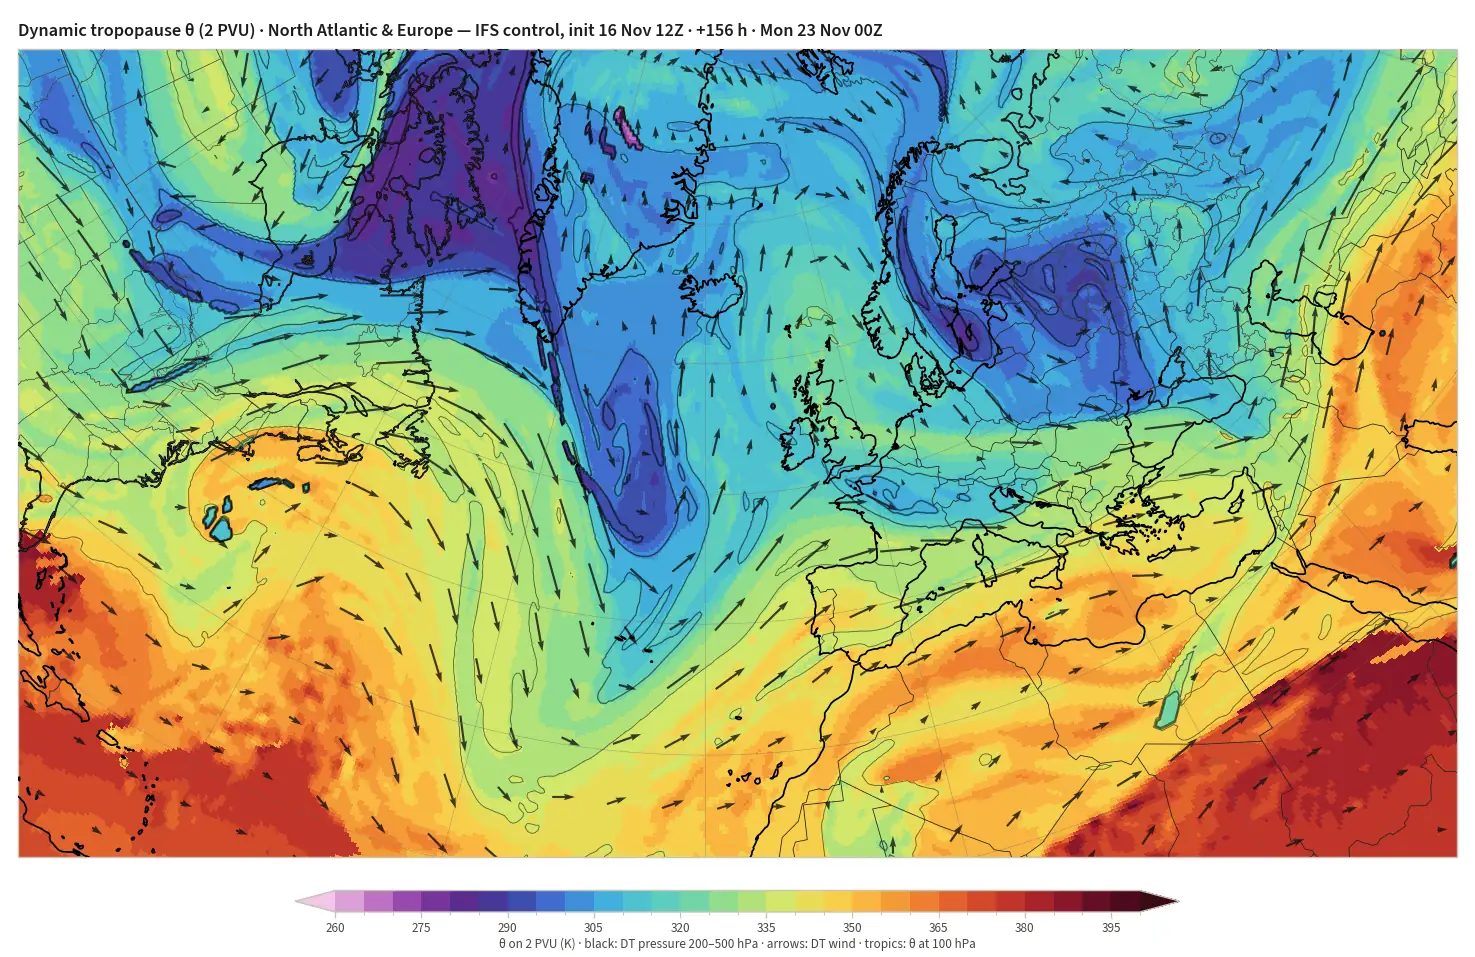 Dynamic tropopause θ (2 PVU) · North Atlantic & Europe — IFS control, init 16 Nov 12Z · +156 h · Mon 23 Nov 00Z
260 275 290 305 320 335 350 365 380 395
θ on 2 PVU (K) · black: DT pressure 200–500 hPa · arrows: DT wind · tropics: θ at 100 hPa